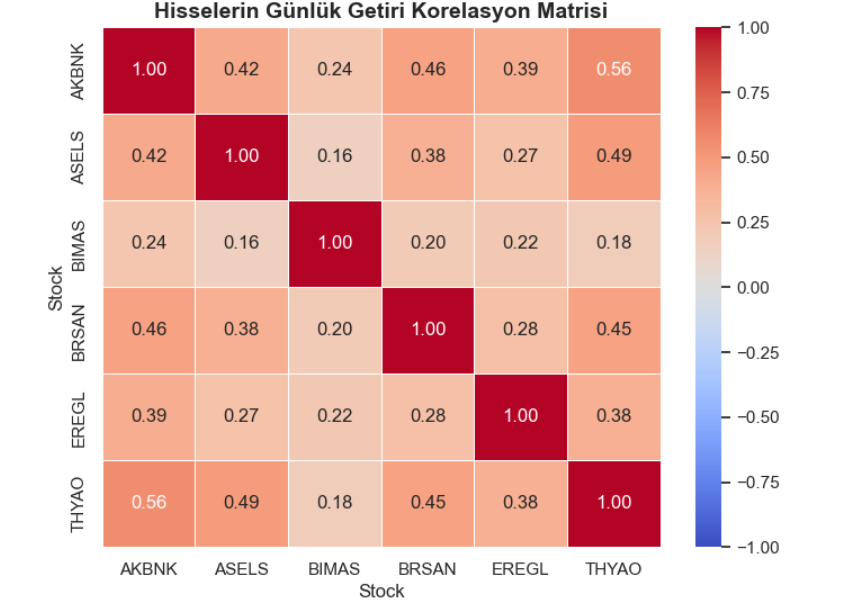 Hisselerin Günlük Getiri Korelasyon Matrisi
Stock
AKBNK 1.00 0.42 0.24 0.46 0.39 0.56
ASELS 0.42 1.00 0.16 0.38 0.27 0.49
BIMAS 0.24 0.16 1.00 0.20 0.22 0.18
BRSAN 0.46 0.38 0.20 1.00 0.28 0.45
EREGL 0.39 0.27 0.22 0.28 1.00 0.38
THYAO 0.56 0.49 0.18 0.45 0.38 1.00
AKBNK ASELS BIMAS BRSAN EREGL THYAO
Stock
1.00
0.75
0.50
0.25
0.00
−0.25
−0.50
−0.75
−1.00